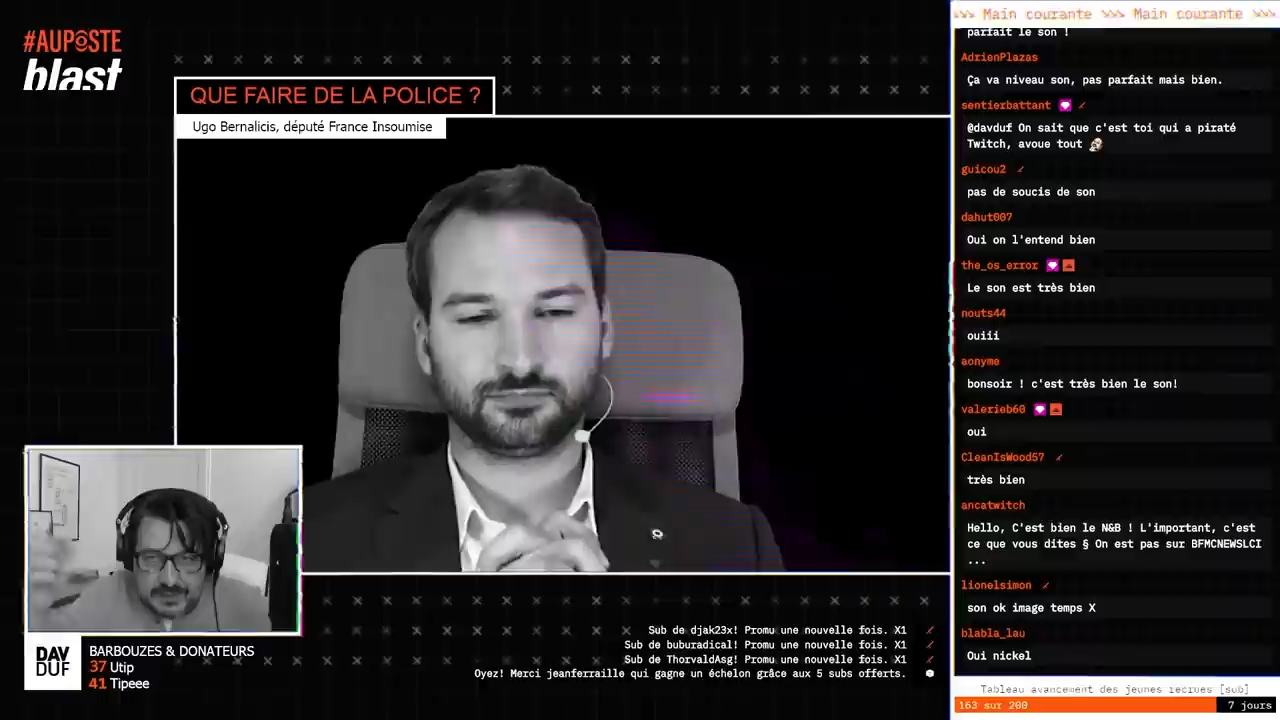 #AUPOSTE
blast
QUE FAIRE DE LA POLICE ?
Ugo Bernalicis, député France Insoumise
DAV
DUF
BARBOUZES & DONATEURS
37 Utip
41 Tipeee
Sub de djak23x! Promu une nouvelle fois. X1
Sub de buburadical! Promu une nouvelle fois. X1
Sub de ThorvaldAsg! Promu une nouvelle fois. X1
Oyez! Merci jeanferraille qui gagne un échelon grâce aux 5 subs offerts.
>>> Main courante >>> Main courante >>>
parfait le son !
AdrienPlazas
Ça va niveau son, pas parfait mais bien.
sentierbattant
@davduf On sait que c'est toi qui a piraté
Twitch, avoue tout
guicou2
pas de soucis de son
dahut007
Oui on l'entend bien
the_os_error
Le son est très bien
nouts44
ouiii
aonyme
bonsoir ! c'est très bien le son!
valerieb60
oui
CleanIsWood57
très bien
ancatwitch
Hello, C'est bien le N&B ! L'important, c'est
ce que vous dites § On est pas sur BFMCNEWSLCI
...
lionelsimon
son ok image temps X
blabla_lau
Oui nickel
Tableau avancement des jeunes recrues [sub]
163 sur 200
7 jours